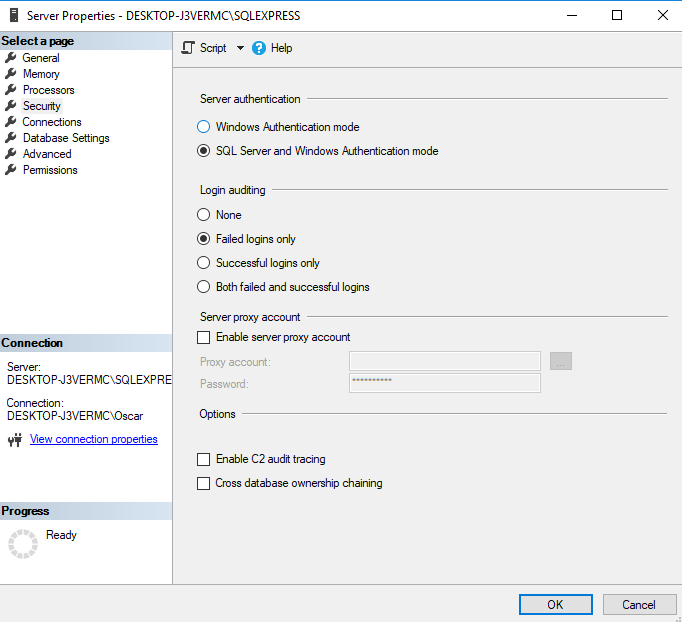 Server Properties - DESKTOP-J3VERMC\SQLEXPRESS
Select a page
General
Memory
Processors
Security
Connections
Database Settings
Advanced
Permissions
Connection
Server:
DESKTOP-J3VERMC\SQLEXPRE
Connection:
DESKTOP-J3VERMC\Oscar
View connection properties
Progress
Ready
Script
Help
Server authentication
Windows Authentication mode
SQL Server and Windows Authentication mode
Login auditing
None
Failed logins only
Successful logins only
Both failed and successful logins
Server proxy account
Enable server proxy account
Proxy account:
...
Password:
**********
Options
Enable C2 audit tracing
Cross database ownership chaining
OK
Cancel